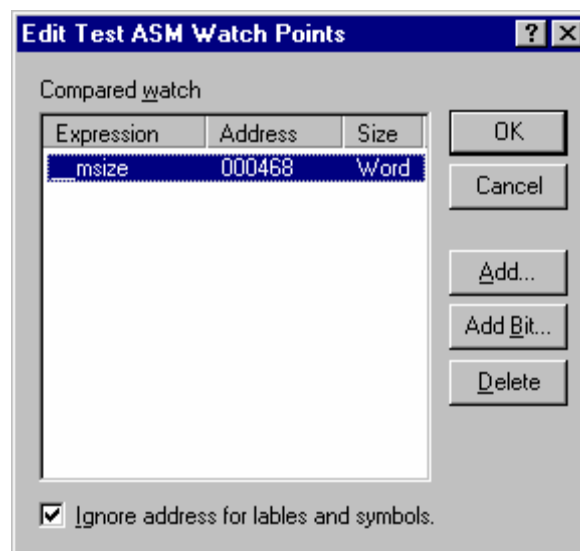 Edit Test ASM Watch Points
Compared watch
Expression Address Size
__msize 000468 Word
OK
Cancel
Add...
Add Bit...
Delete
Ignore address for lables and symbols.